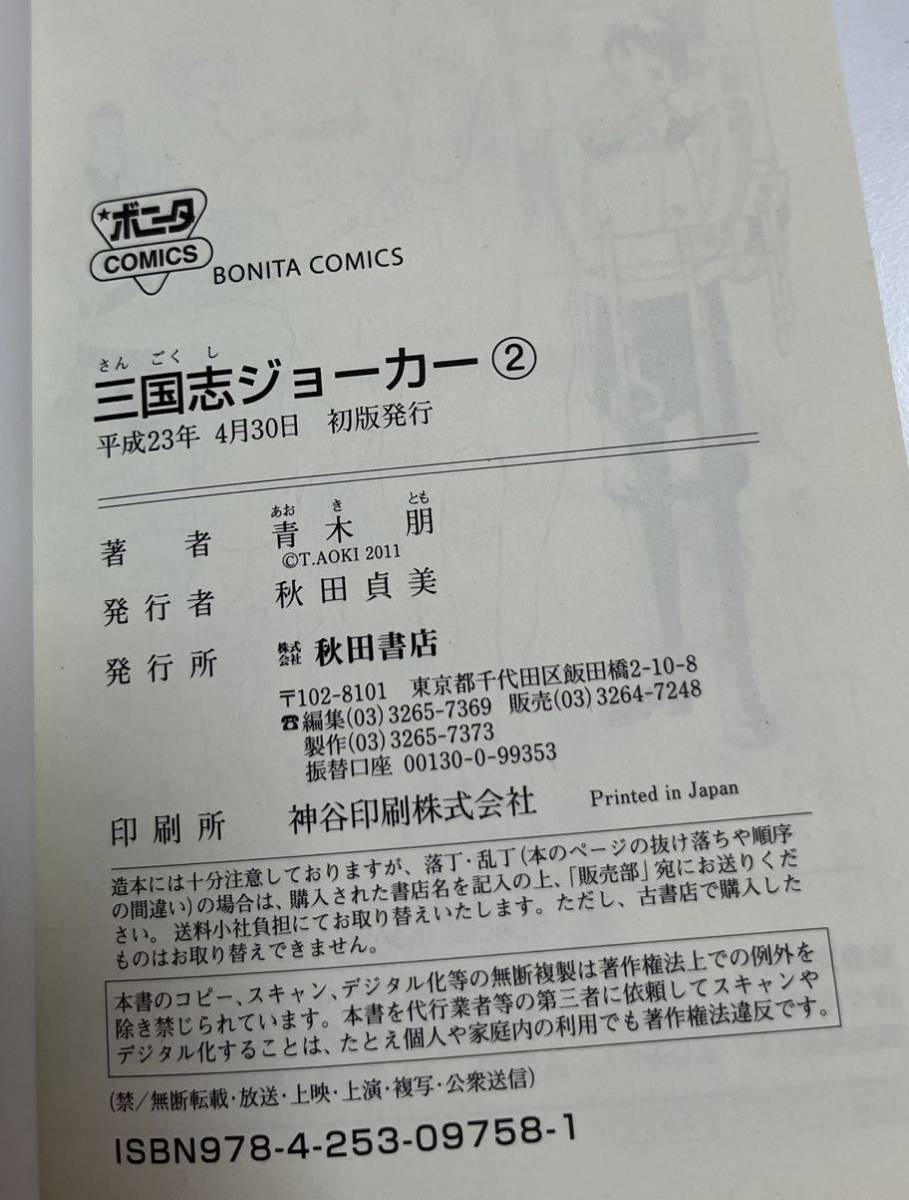 ★ボニータ
COMICS
BONITA COMICS
さんごくし
三国志ジョーカー②
平成23年 4月30日 初版発行
あおきとも
著者 青木朋
©T.AOKI 2011
発行者 秋田貞美
発行所 株式会社 秋田書店
〒102-8101 東京都千代田区飯田橋2-10-8
☎編集(03)3265-7369 販売(03)3264-7248
製作(03)3265-7373
振替口座 00130-0-99353
印刷所 神谷印刷株式会社 Printed in Japan
造本には十分注意しておりますが、落丁・乱丁(本のページの抜け落ちや順序
の間違い)の場合は、購入された書店名を記入の上、「販売部」宛にお送りくだ
さい。送料小社負担にてお取り替えいたします。ただし、古書店で購入した
ものはお取り替えできません。
本書のコピー、スキャン、デジタル化等の無断複製は著作権法上での例外を
除き禁じられています。本書を代行業者等の第三者に依頼してスキャンや
デジタル化することは、たとえ個人や家庭内の利用でも著作権法違反です。
(禁/無断転載・放送・上映・上演・複写・公衆送信)
ISBN978-4-253-09758-1